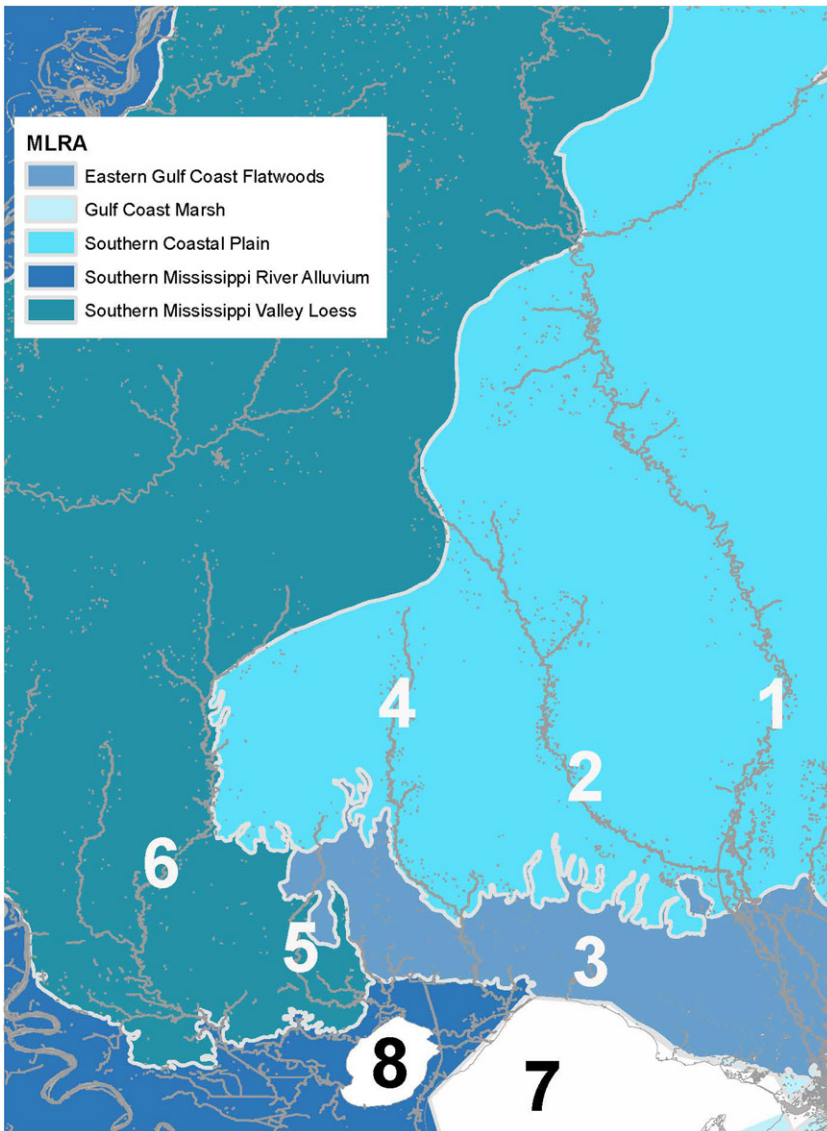 MLRA
Eastern Gulf Coast Flatwoods
Gulf Coast Marsh
Southern Coastal Plain
Southern Mississippi River Alluvium
Southern Mississippi Valley Loess
4
1
2
6
5
3
8
7